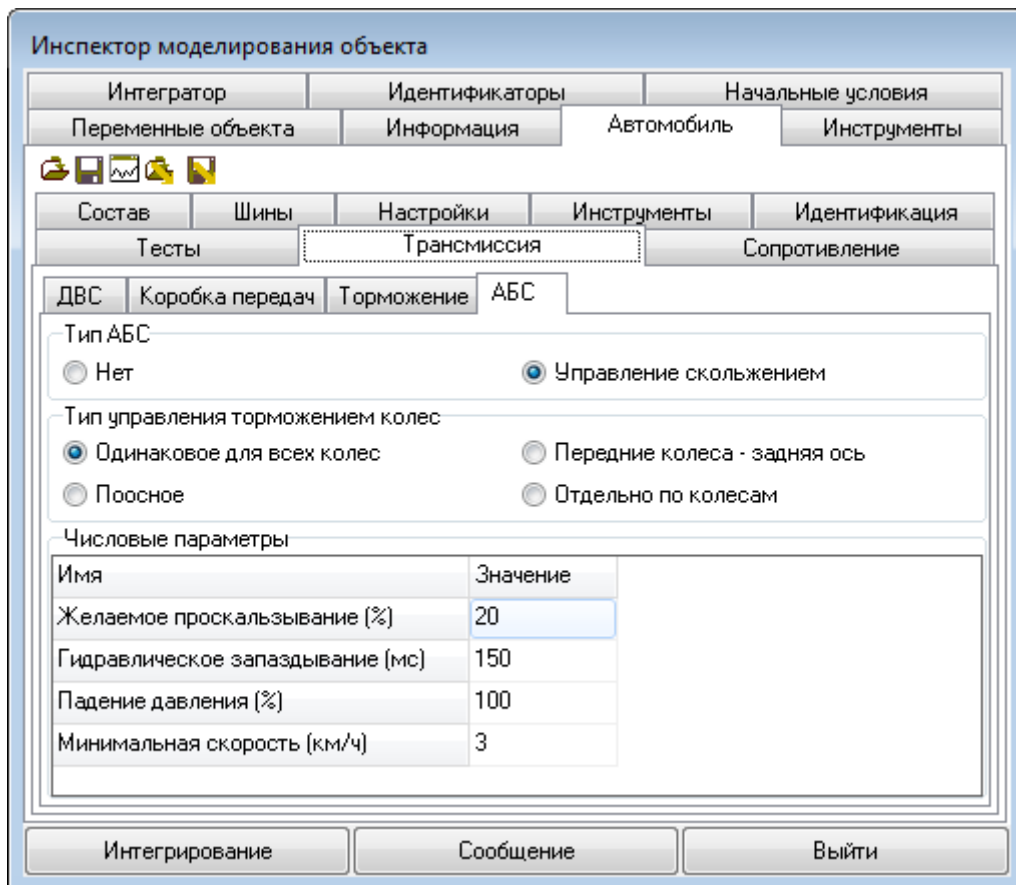 Инспектор моделирования объекта
Интегратор Идентификаторы Начальные условия
Переменные объекта Информация Автомобиль Инструменты
Состав Шины Настройки Инструменты Идентификация
Тесты Трансмиссия Сопротивление
ДВС Коробка передач Торможение АБС
Тип АБС
Нет Управление скольжением
Тип управления торможением колес
Одинаковое для всех колес Передние колеса - задняя ось
Поосное Отдельно по колесам
Числовые параметры
Имя Значение
Желаемое проскальзывание (%) 20
Гидравлическое запаздывание (мс) 150
Падение давления (%) 100
Минимальная скорость (км/ч) 3
Интегрирование Сообщение Выйти